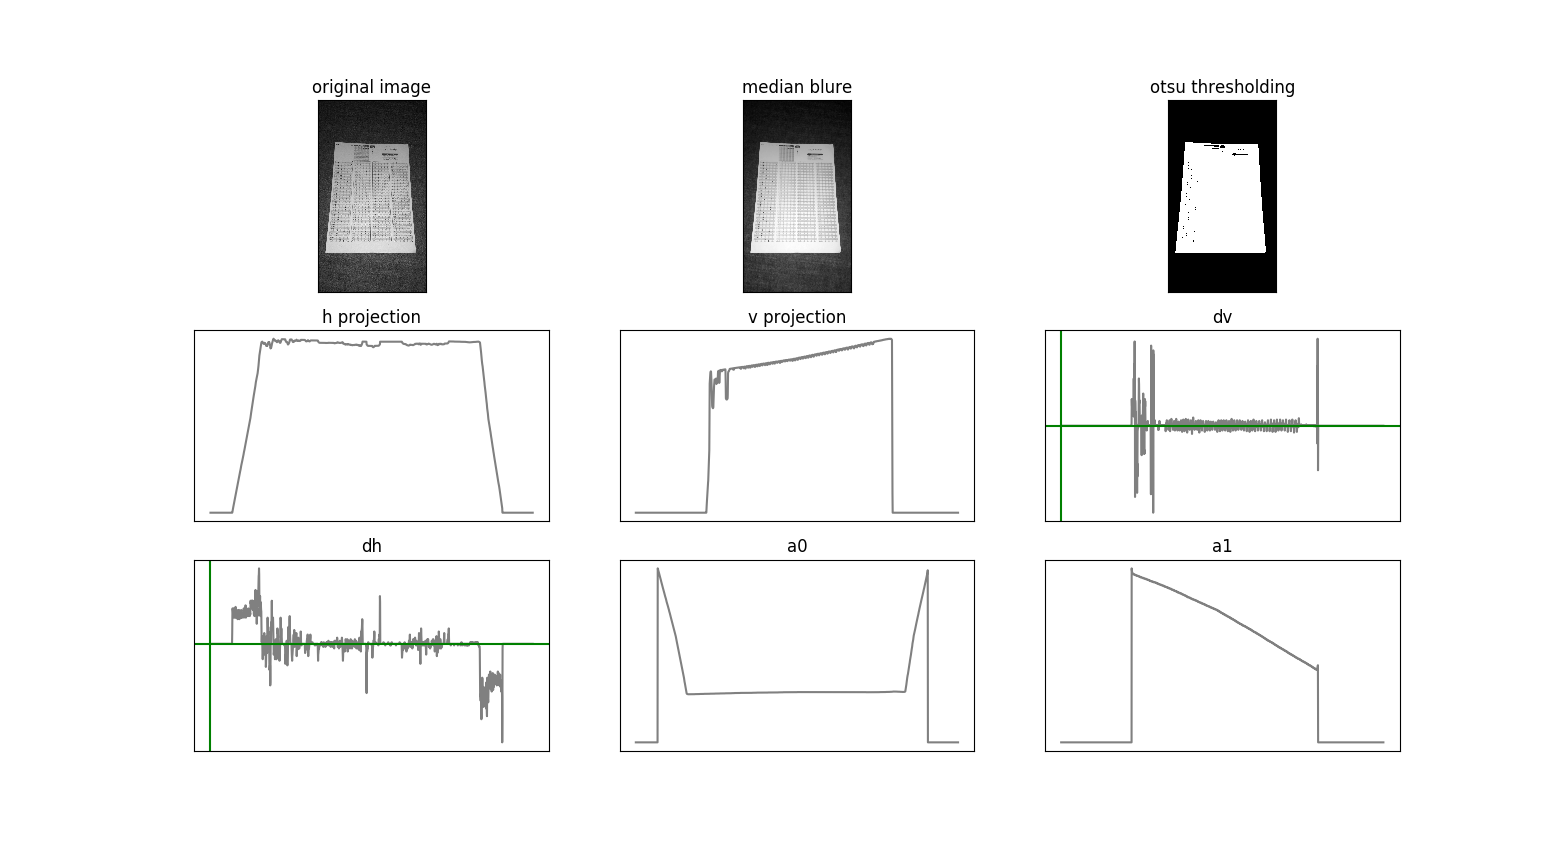 original image
median blure
otsu thresholding
h projection
v projection
dv
dh
a0
a1